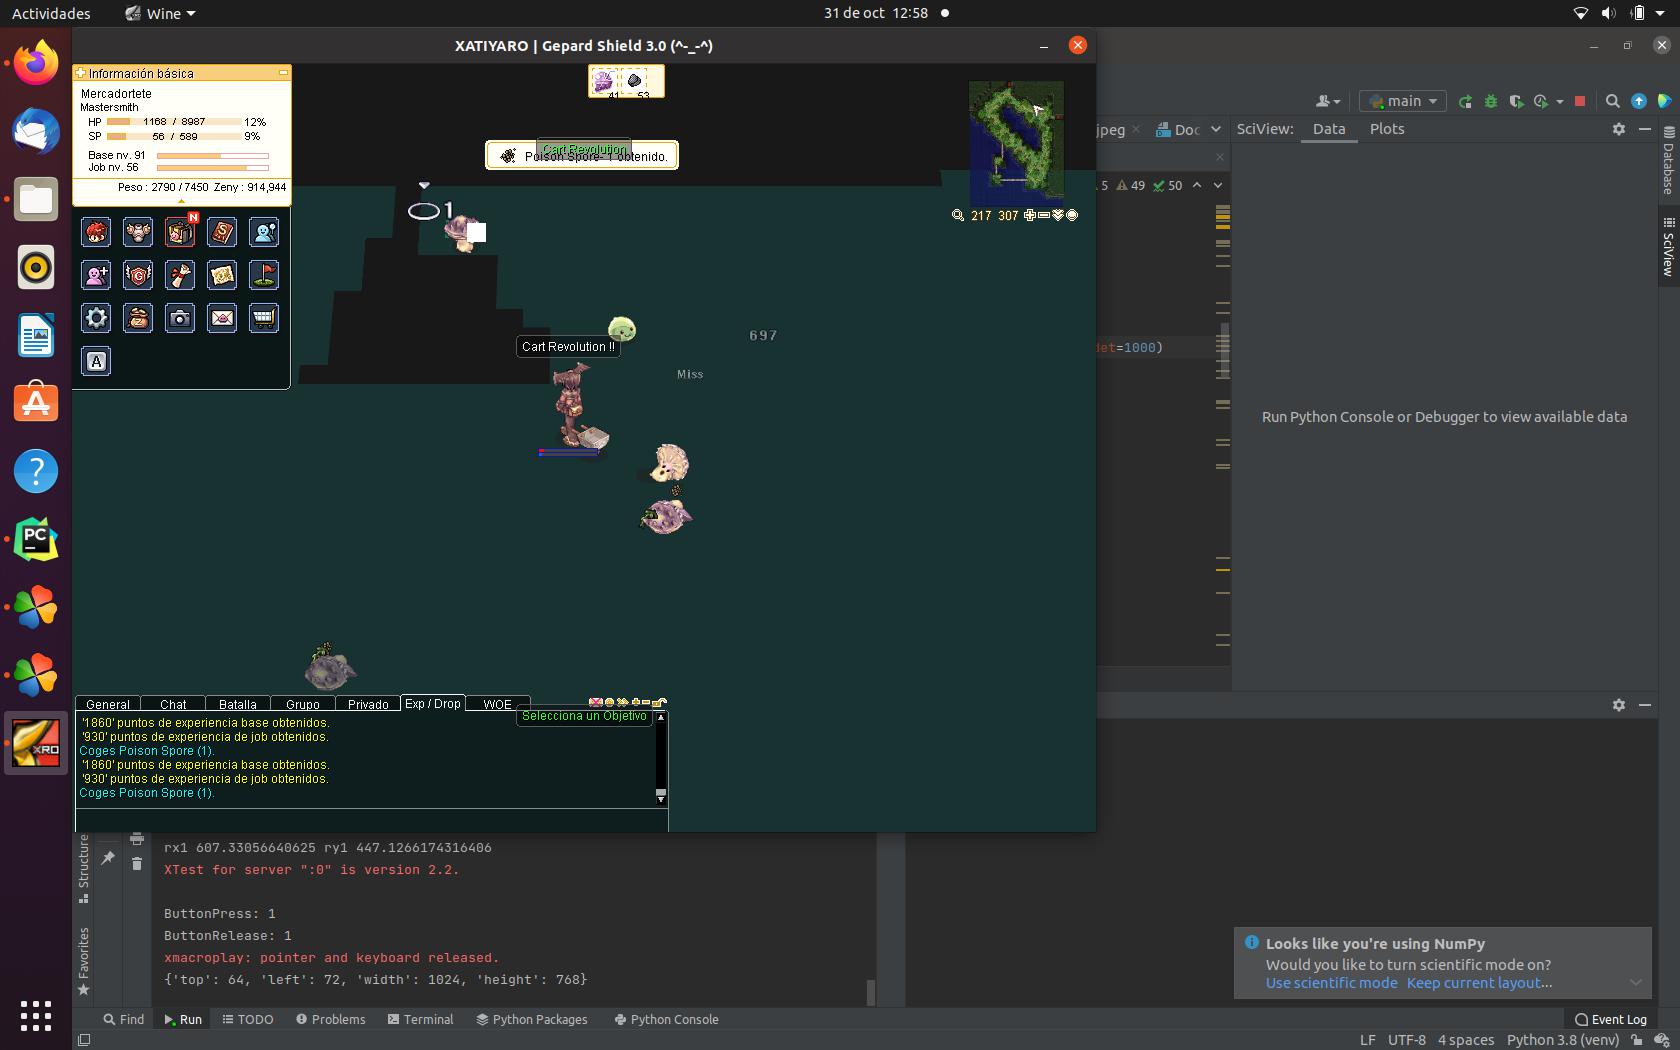 Actividades
Wine
31 de oct 12:58
XATIYARO | Gepard Shield 3.0 (^-_-^)
Información básica
Mercadortete
Mastersmith
HP 1168 / 8987 12%
SP 56 / 589 9%
Base nv. 91
Job nv. 56
Peso : 2790 / 7450 Zeny : 914,944
N
A
41 53
Cart Revolution
Poison Spore- 1 obtenido.
1
217 307
697
Cart Revolution !!
Miss
General Chat Batalla Grupo Privado Exp / Drop WOE
Selecciona un Objetivo
'1860' puntos de experiencia base obtenidos.
'930' puntos de experiencia de job obtenidos.
Coges Poison Spore (1).
'1860' puntos de experiencia base obtenidos.
'930' puntos de experiencia de job obtenidos.
Coges Poison Spore (1).
main
jpeg Doc
SciView: Data Plots
5 49 50
det=1000)
Run Python Console or Debugger to view available data
Database
SciView
Structure
Favorites
rx1 607.33056640625 ry1 447.1266174316406
XTest for server ":0" is version 2.2.
ButtonPress: 1
ButtonRelease: 1
xmacroplay: pointer and keyboard released.
{'top': 64, 'left': 72, 'width': 1024, 'height': 768}
Looks like you're using NumPy
Would you like to turn scientific mode on?
Use scientific mode Keep current layout...
Find Run TODO Problems Terminal Python Packages Python Console Event Log
LF UTF-8 4 spaces Python 3.8 (venv)
PC
XRO